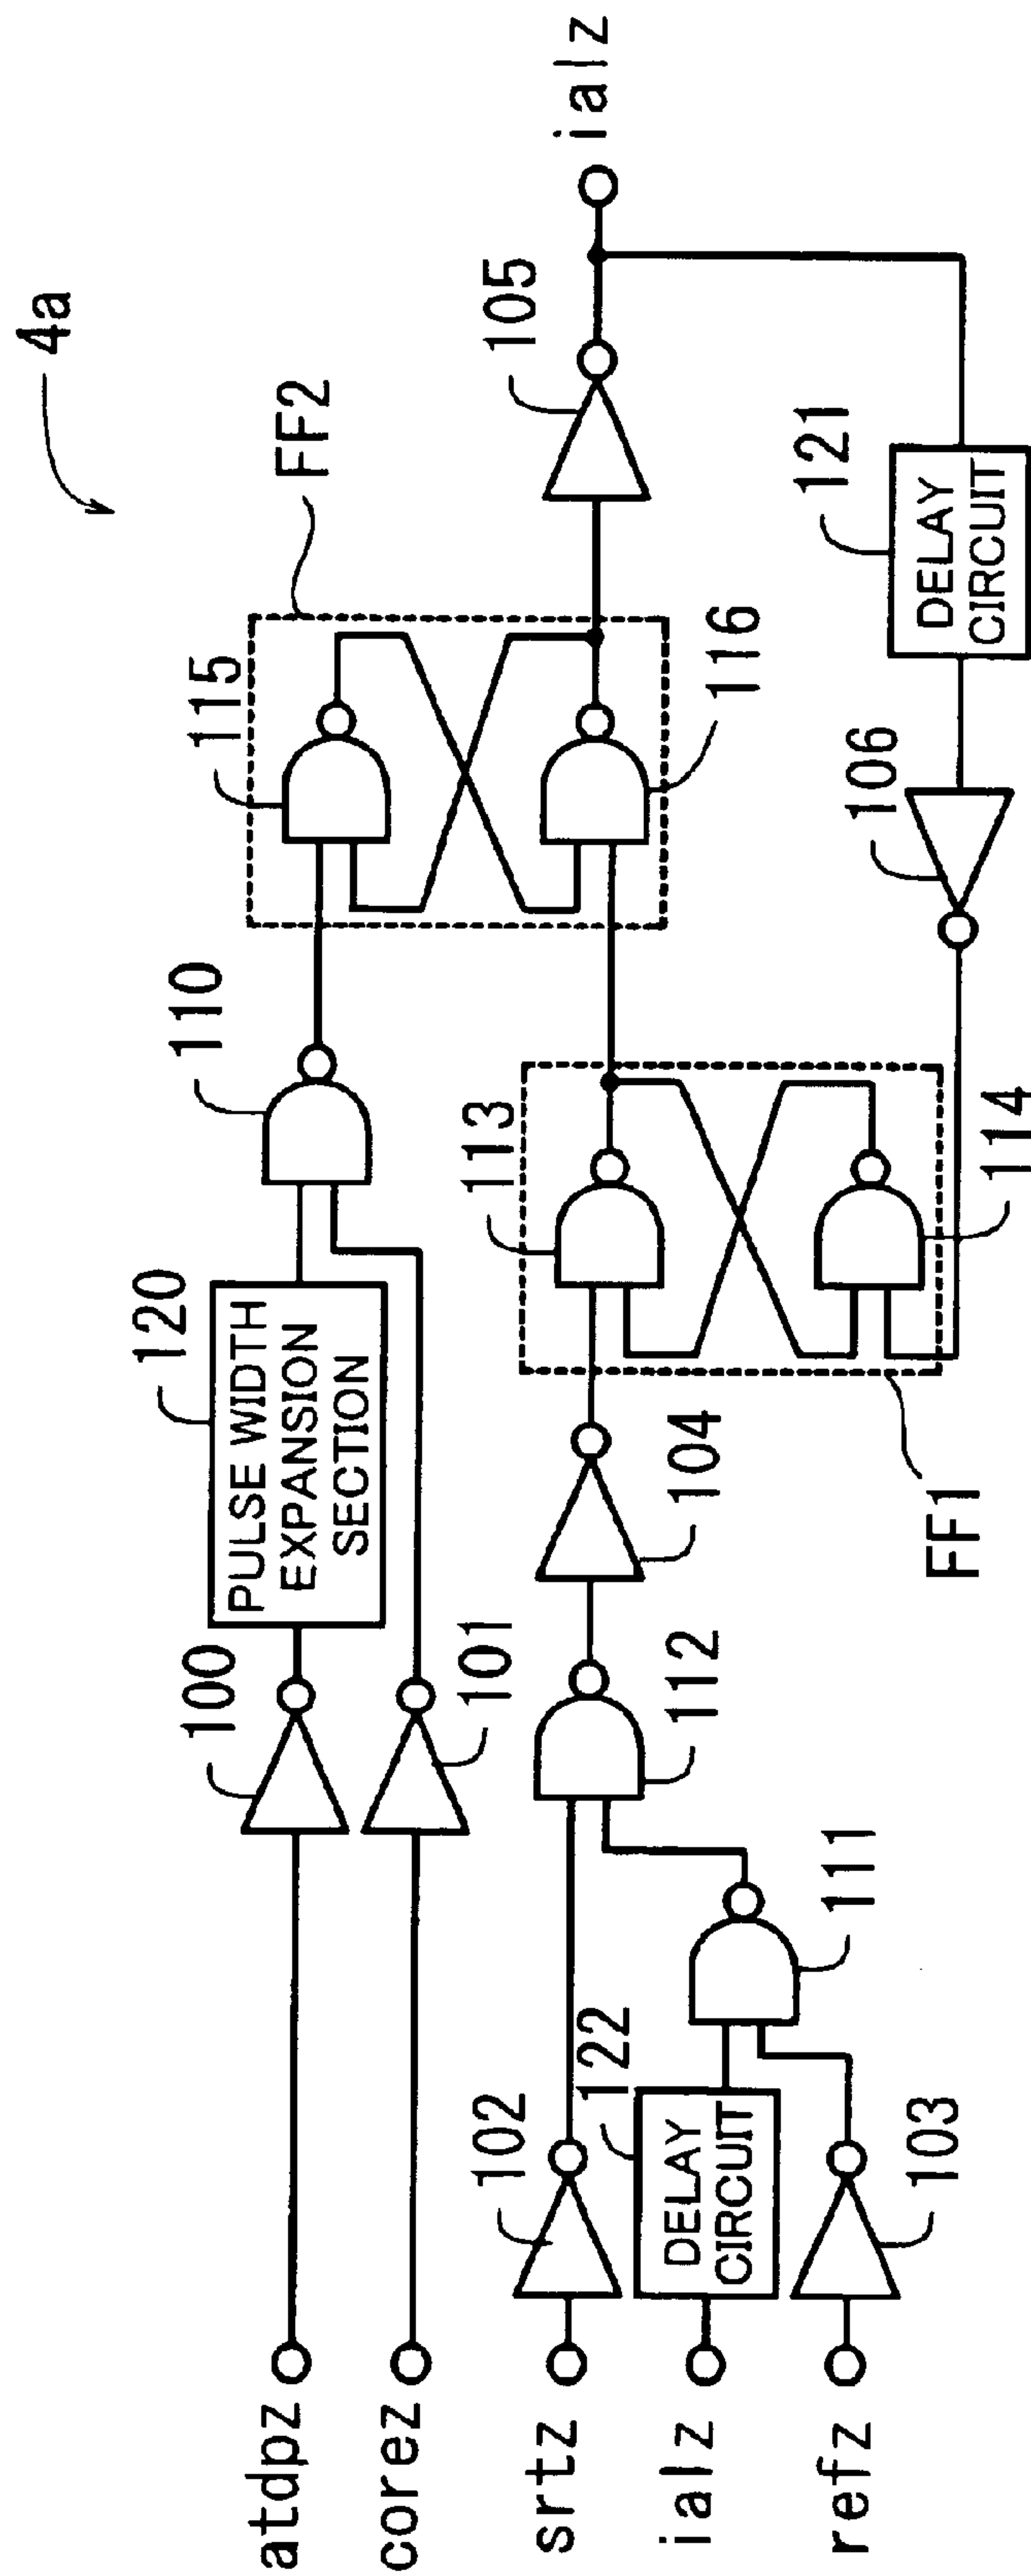 4a
FF2
115
105
ialz
110
116
120
PULSE WIDTH
EXPANSION
SECTION
100
101
atdpz
corez
113
114
FF1
104
112
102
122
DELAY
CIRCUIT
111
103
srtz
ialz
refz
106
121
DELAY
CIRCUIT